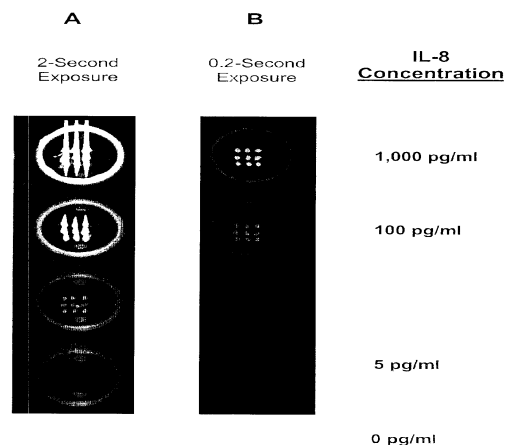 A
B
2-Second
Exposure
0.2-Second
Exposure
IL-8
Concentration
1,000 pg/ml
100 pg/ml
5 pg/ml
0 pg/ml